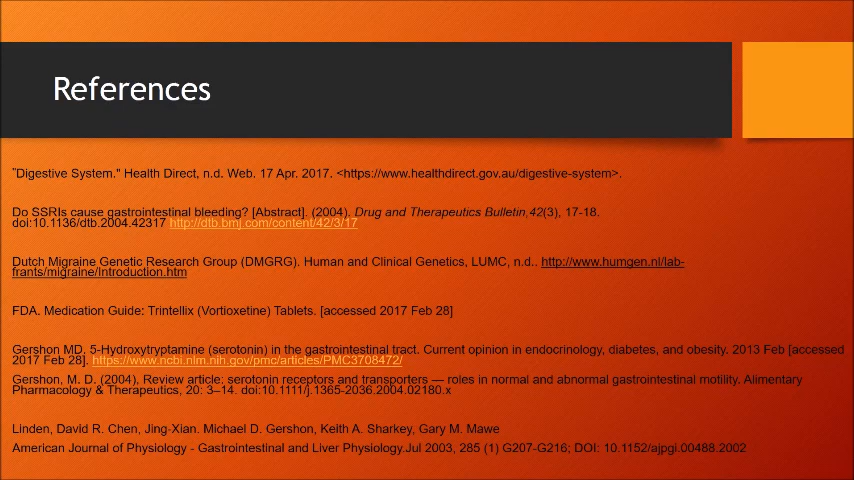 References
"Digestive System." Health Direct, n.d. Web. 17 Apr. 2017. <https://www.healthdirect.gov.au/digestive-system>.
Do SSRIs cause gastrointestinal bleeding? [Abstract]. (2004). Drug and Therapeutics Bulletin,42(3), 17-18.
doi:10.1136/dtb.2004.42317 http://dtb.bmj.com/content/42/3/17
Dutch Migraine Genetic Research Group (DMGRG). Human and Clinical Genetics, LUMC, n.d.. http://www.humgen.nl/lab-
frants/migraine/Introduction.htm
FDA. Medication Guide: Trintellix (Vortioxetine) Tablets. [accessed 2017 Feb 28]
Gershon MD. 5-Hydroxytryptamine (serotonin) in the gastrointestinal tract. Current opinion in endocrinology, diabetes, and obesity. 2013 Feb [accessed
2017 Feb 28]. https://www.ncbi.nlm.nih.gov/pmc/articles/PMC3708472/
Gershon, M. D. (2004), Review article: serotonin receptors and transporters — roles in normal and abnormal gastrointestinal motility. Alimentary
Pharmacology & Therapeutics, 20: 3–14. doi:10.1111/j.1365-2036.2004.02180.x
Linden, David R. Chen, Jing-Xian. Michael D. Gershon, Keith A. Sharkey, Gary M. Mawe
American Journal of Physiology - Gastrointestinal and Liver Physiology.Jul 2003, 285 (1) G207-G216; DOI: 10.1152/ajpgi.00488.2002